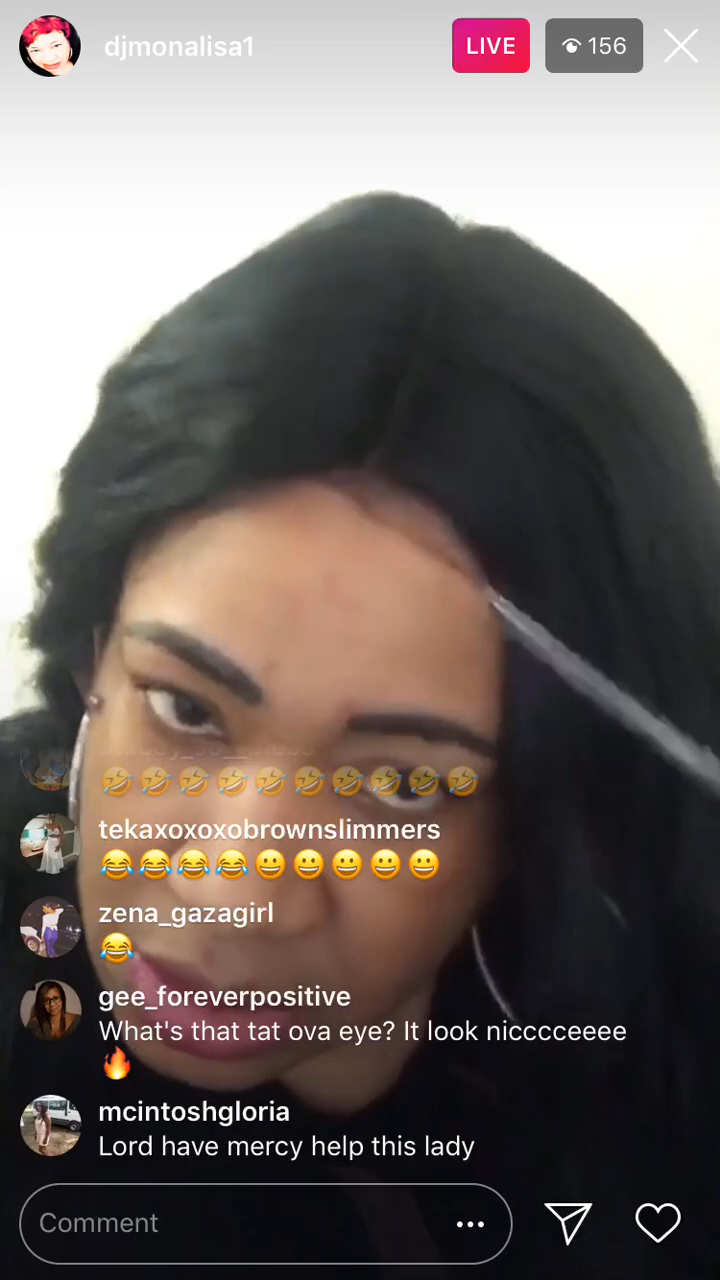 djmonalisa1
LIVE
156
tekaxoxoxobrownslimmers
😂😂😂😂😀😀😀😀😀
zena_gazagirl
😂
gee_foreverpositive
What's that tat ova eye? It look nicccceeee
🔥
mcintoshgloria
Lord have mercy help this lady
Comment